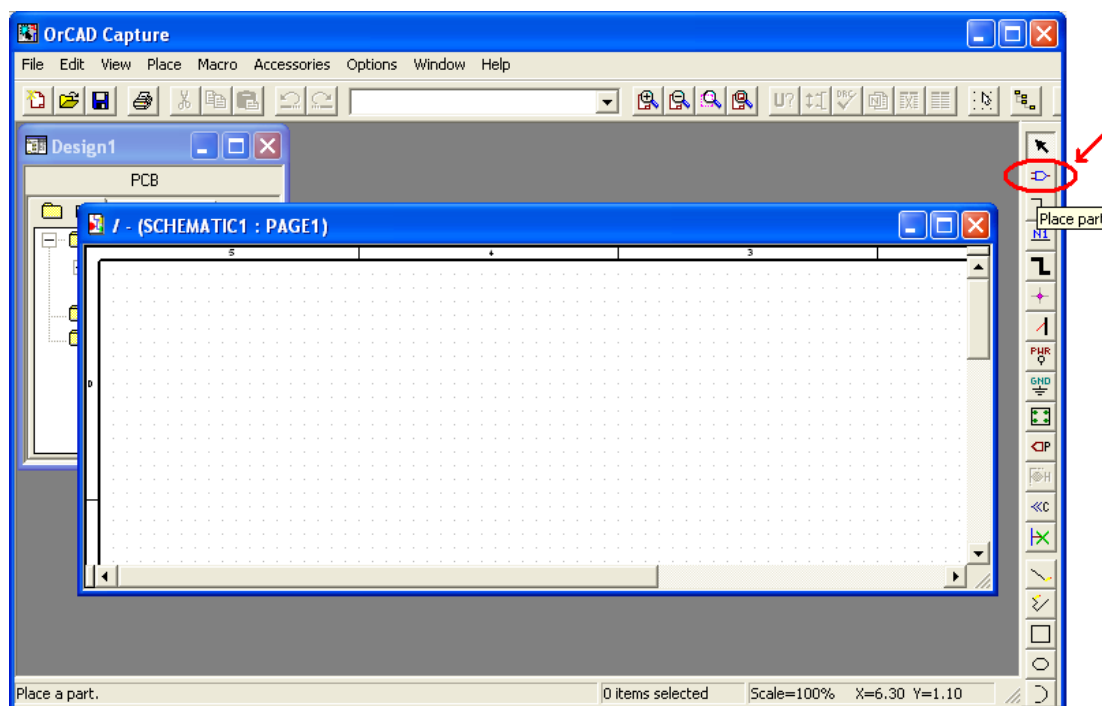 OrCAD Capture
File Edit View Place Macro Accessories Options Window Help
U? DRC
Design1
PCB
/ - (SCHEMATIC1 : PAGE1)
5 4 3
D
Place part
N1
PWR
GND
P
H
C
Place a part. 0 items selected Scale=100% X=6.30 Y=1.10